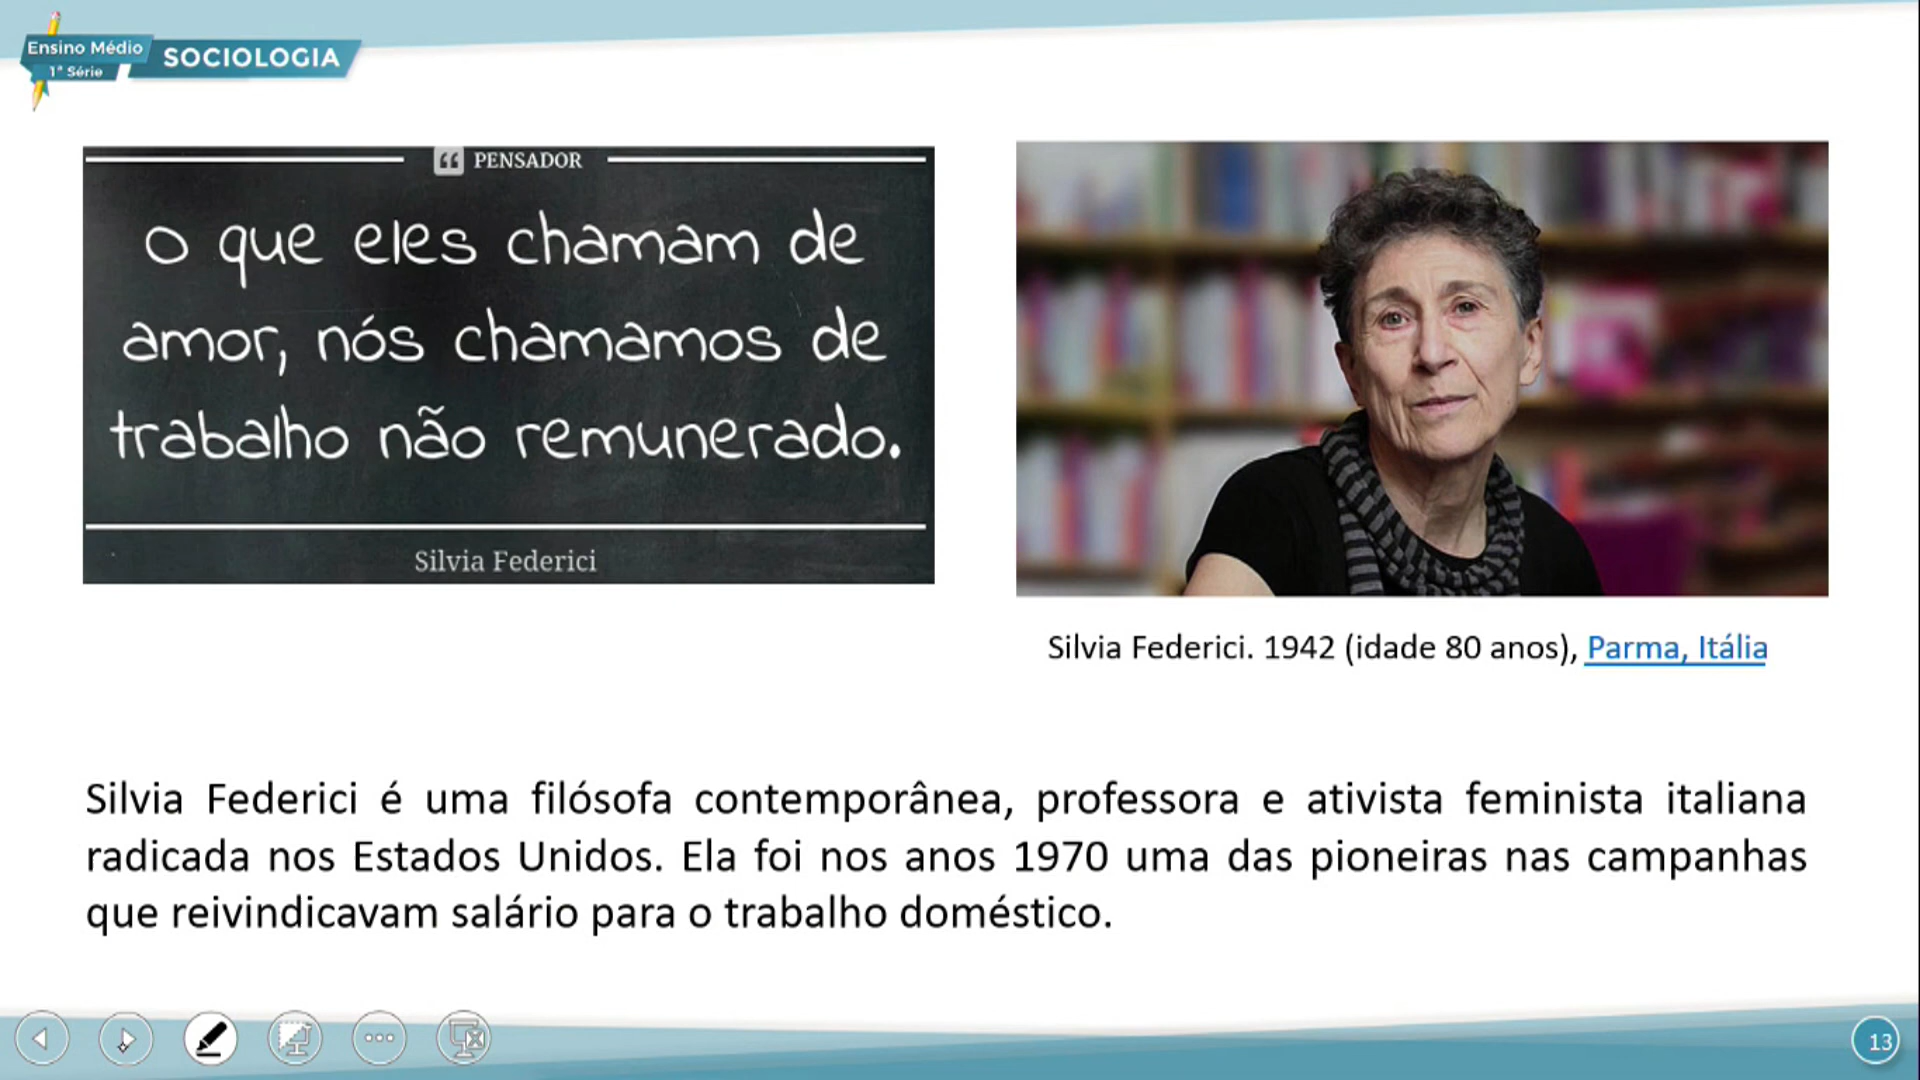 Ensino Médio
1ª Série
SOCIOLOGIA
PENSADOR
O que eles chamam de
amor, nós chamamos de
trabalho não remunerado.
Silvia Federici
Silvia Federici. 1942 (idade 80 anos), Parma, Itália
Silvia Federici é uma filósofa contemporânea, professora e ativista feminista italiana
radicada nos Estados Unidos. Ela foi nos anos 1970 uma das pioneiras nas campanhas
que reivindicavam salário para o trabalho doméstico.
13